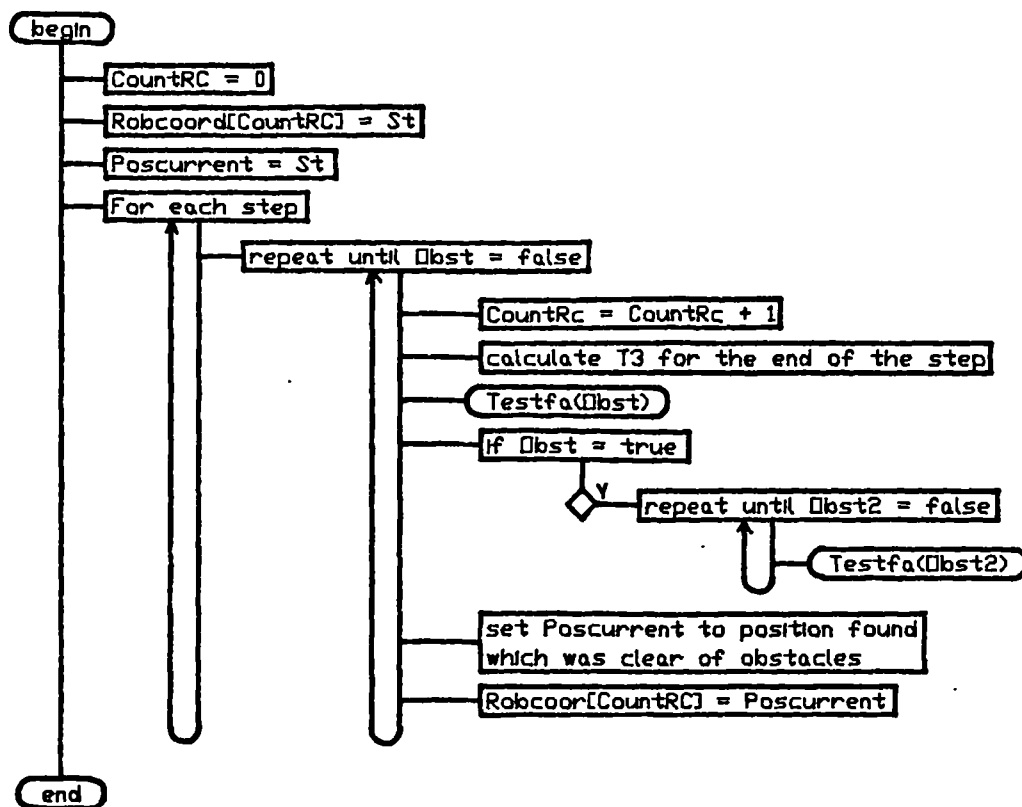 begin
CountRC = 0
Robcoord[CountRC] = St
Poscurrent = St
For each step
repeat until Obst = false
CountRc = CountRc + 1
calculate T3 for the end of the step
Testfa(Obst)
If Obst = true
Y
repeat until Obst2 = false
Testfa(Obst2)
set Poscurrent to position found
which was clear of obstacles
Robcoor[CountRC] = Poscurrent
end